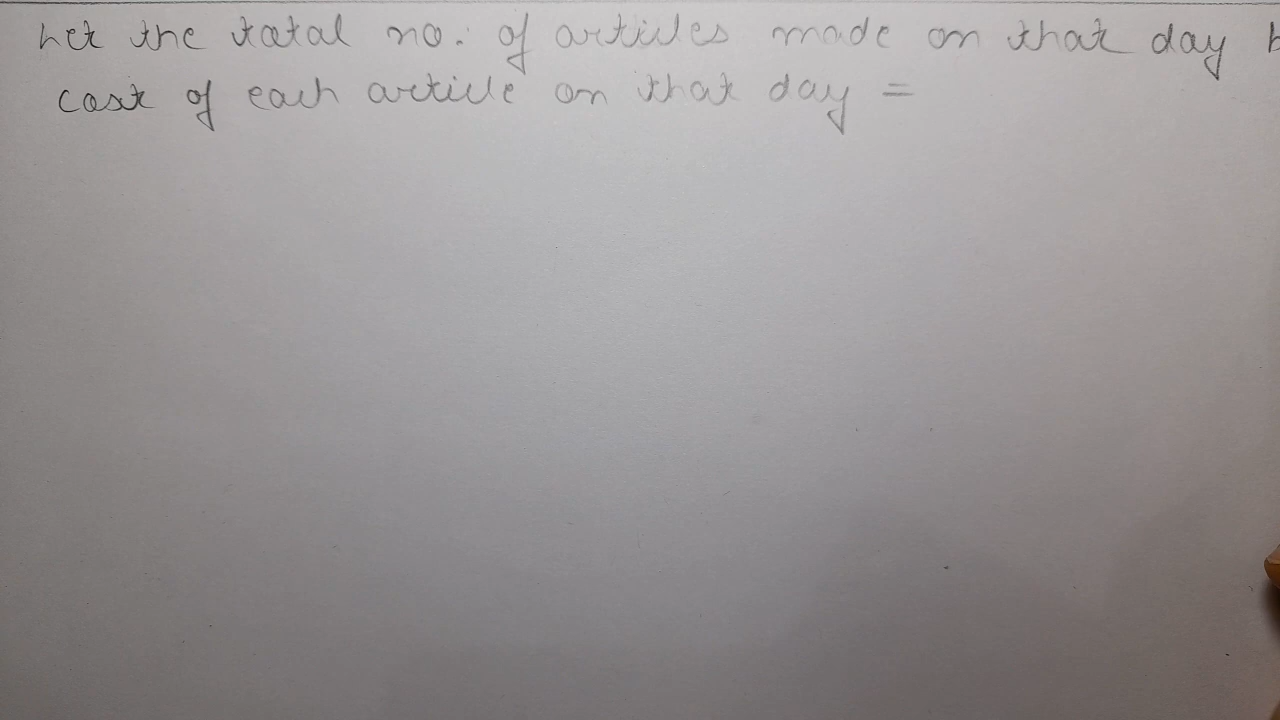 Let the total no. of articles made on that day
cost of each article on that day =